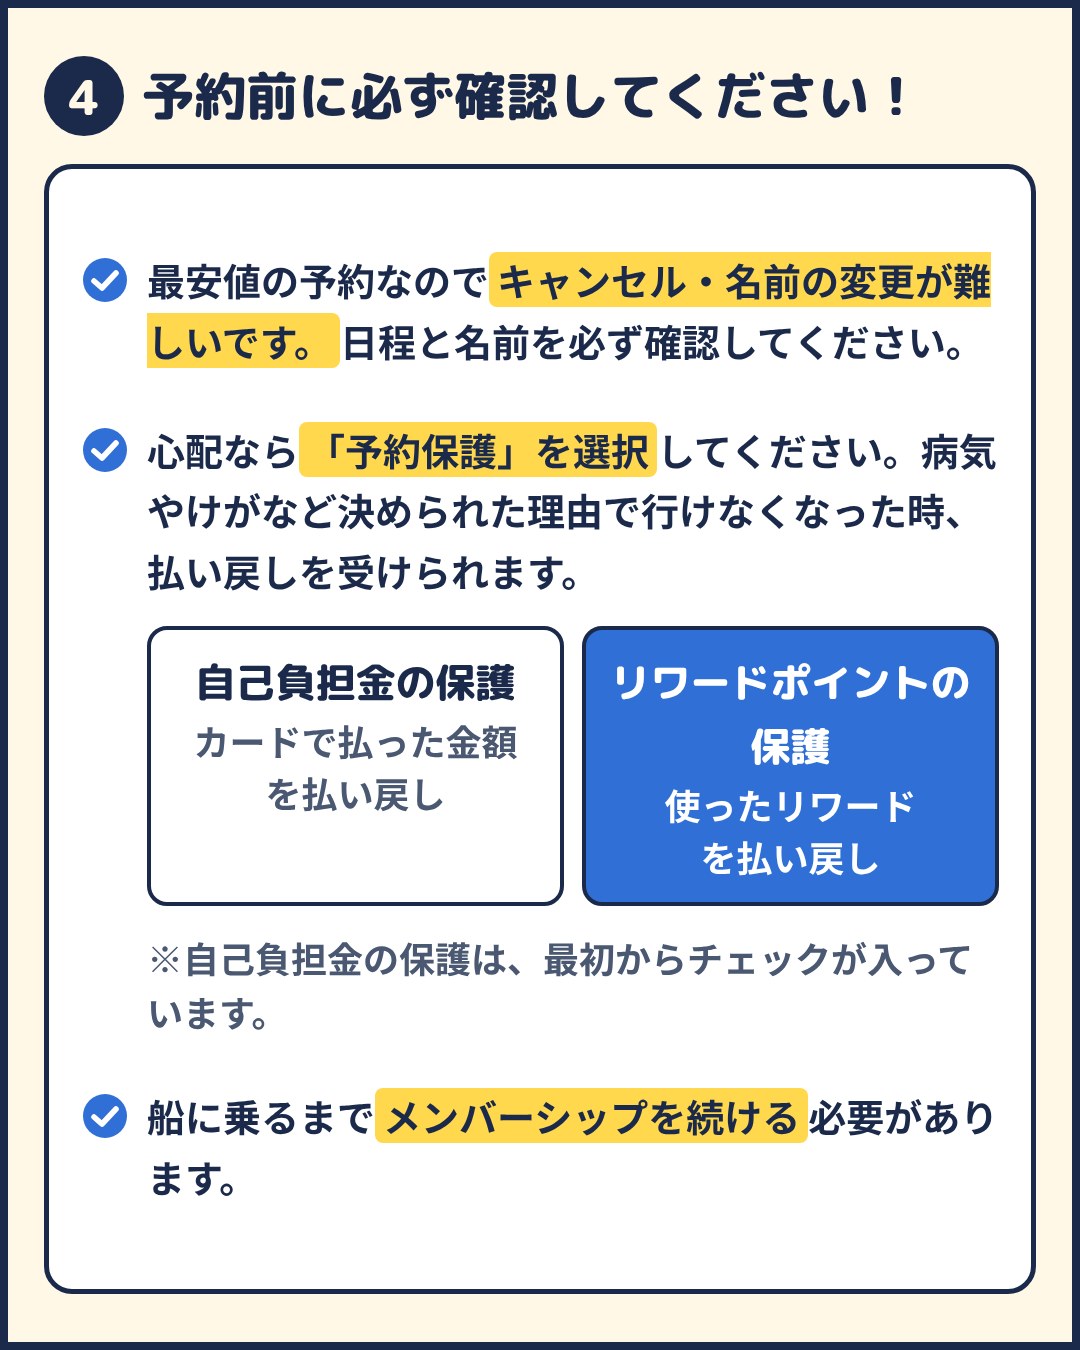 4 予約前に必ず確認してください！
最安値の予約なのでキャンセル・名前の変更が難
しいです。日程と名前を必ず確認してください。
心配なら「予約保護」を選択してください。病気
やけがなど決められた理由で行けなくなった時、
払い戻しを受けられます。
自己負担金の保護
カードで払った金額
を払い戻し
リワードポイントの
保護
使ったリワード
を払い戻し
※自己負担金の保護は、最初からチェックが入って
います。
船に乗るまでメンバーシップを続ける必要があり
ます。